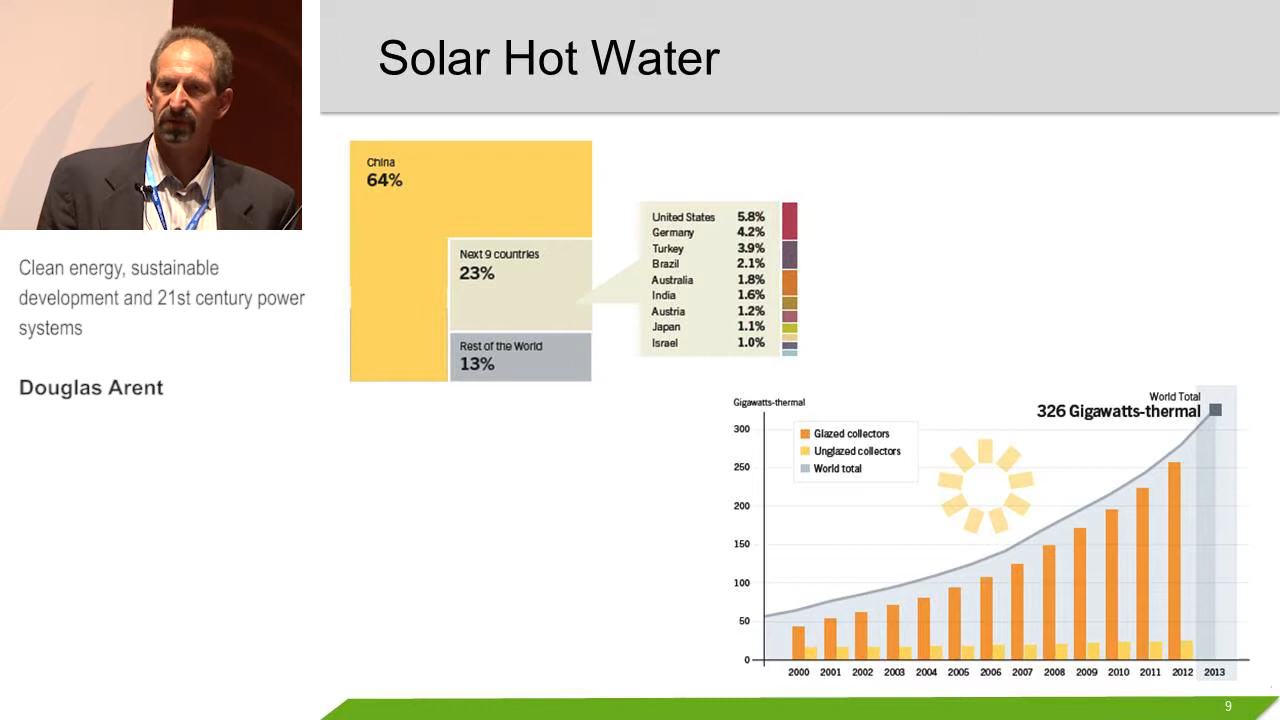 Solar Hot Water
Clean energy, sustainable
development and 21st century power
systems
Douglas Arent
China
64%
Next 9 countries
23%
Rest of the World
13%
United States 5.8%
Germany 4.2%
Turkey 3.9%
Brazil 2.1%
Australia 1.8%
India 1.6%
Austria 1.2%
Japan 1.1%
Israel 1.0%
Gigawatts-thermal
World Total
326 Gigawatts-thermal
Glazed collectors
Unglazed collectors
World total
300
250
200
150
100
50
0
2000 2001 2002 2003 2004 2005 2006 2007 2008 2009 2010 2011 2012 2013
9